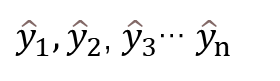 ŷ₁, ŷ₂, ŷ₃⋯ ŷₙ